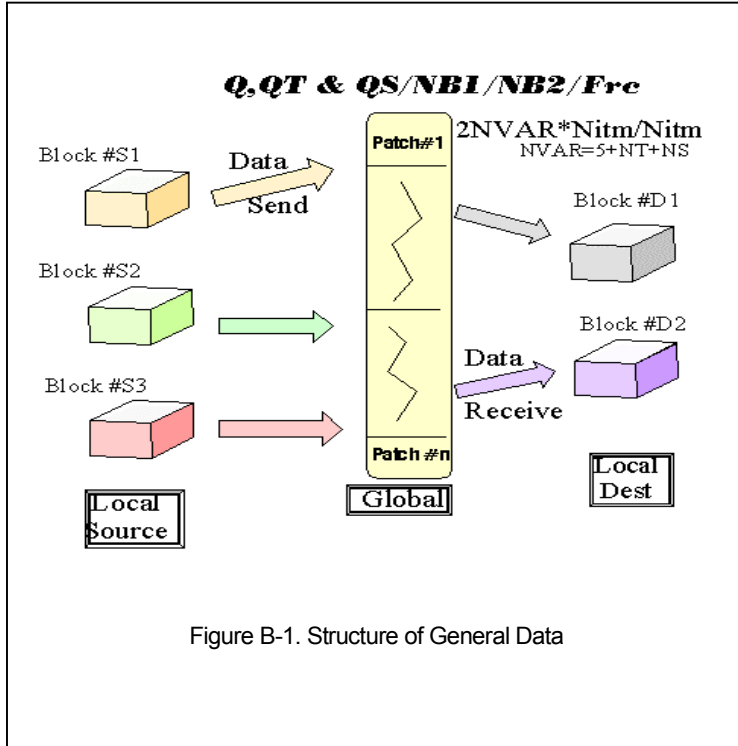 Q,QT & QS/NB1/NB2/Frc
Patch#1
2NVAR*Nitm/Nitm
NVAR=5+NT+NS
Block #S1
Data
Send
Block #D1
Block #S2
Block #D2
Data
Receive
Block #S3
Patch #n
Local
Source
Global
Local
Dest
Figure B-1. Structure of General Data